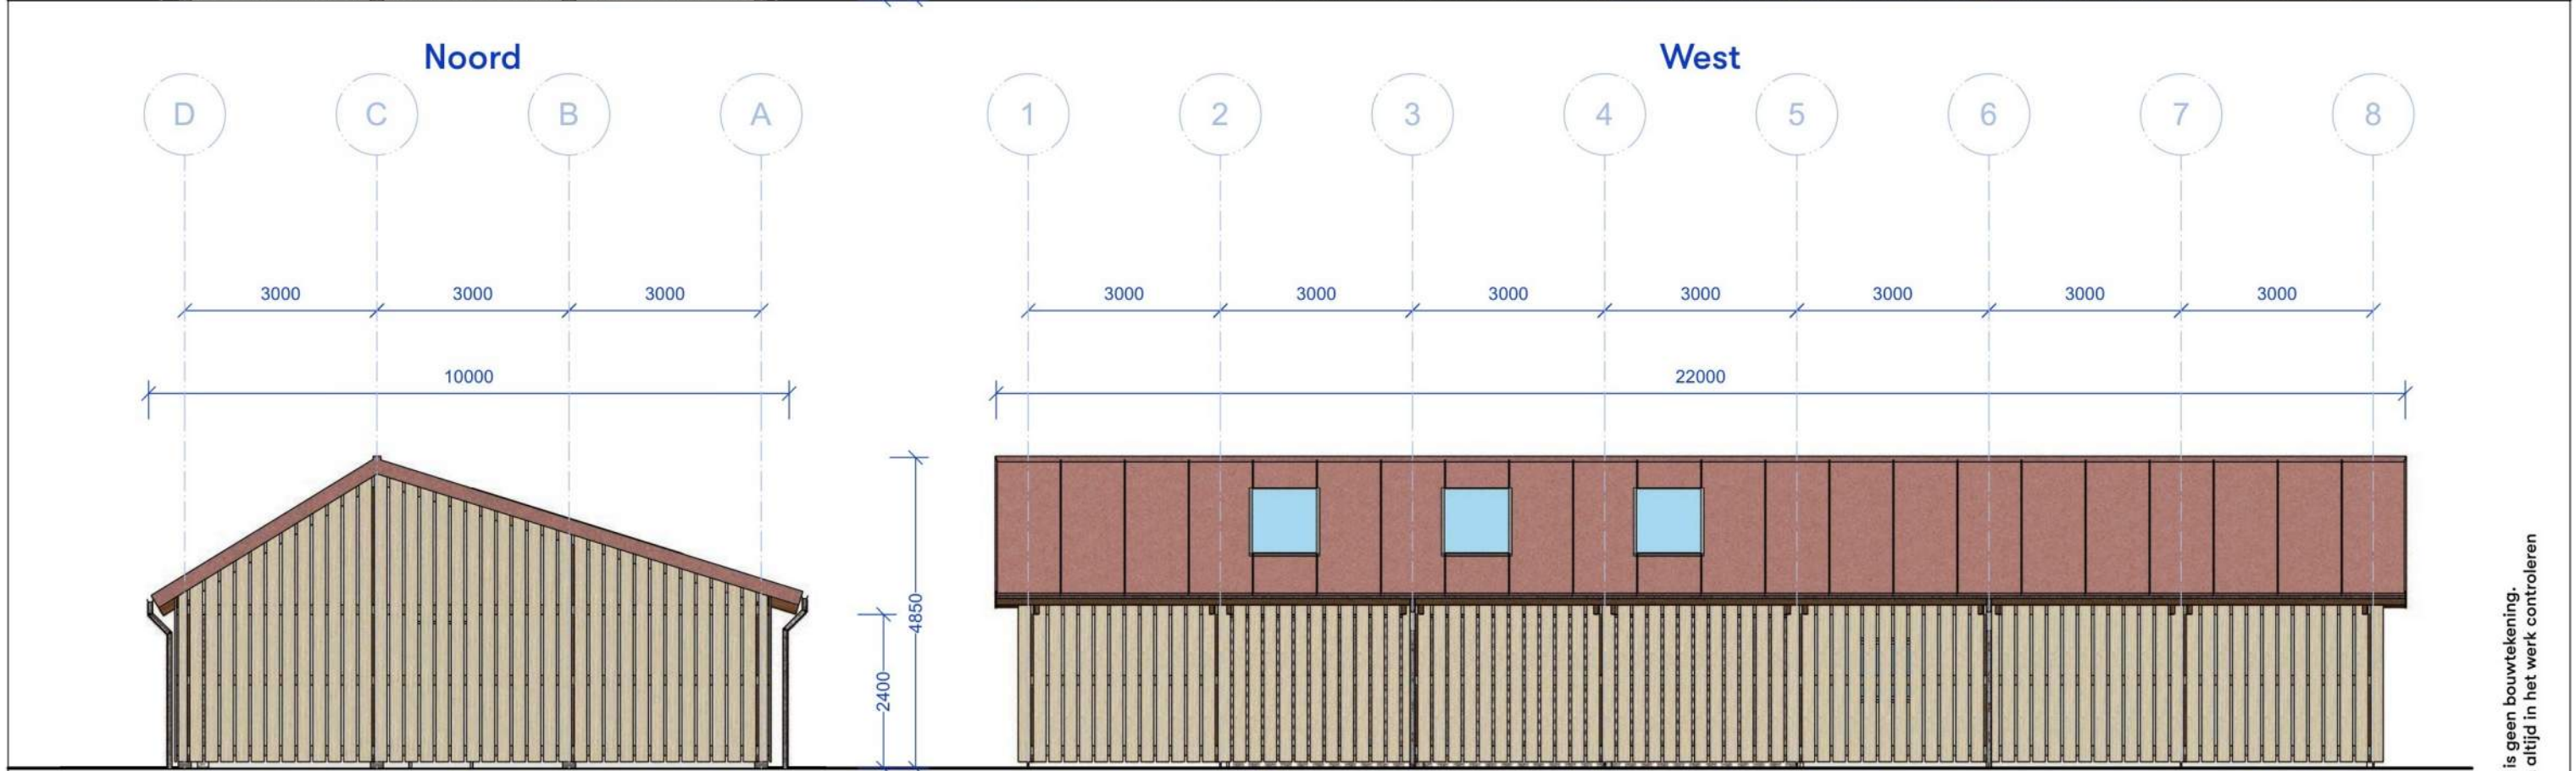 Noord
West
D C B A
1 2 3 4 5 6 7 8
3000 3000 3000
3000 3000 3000 3000 3000 3000 3000
10000
22000
4850
2400
is geen bouwtekening.
altijd in het werk controleren